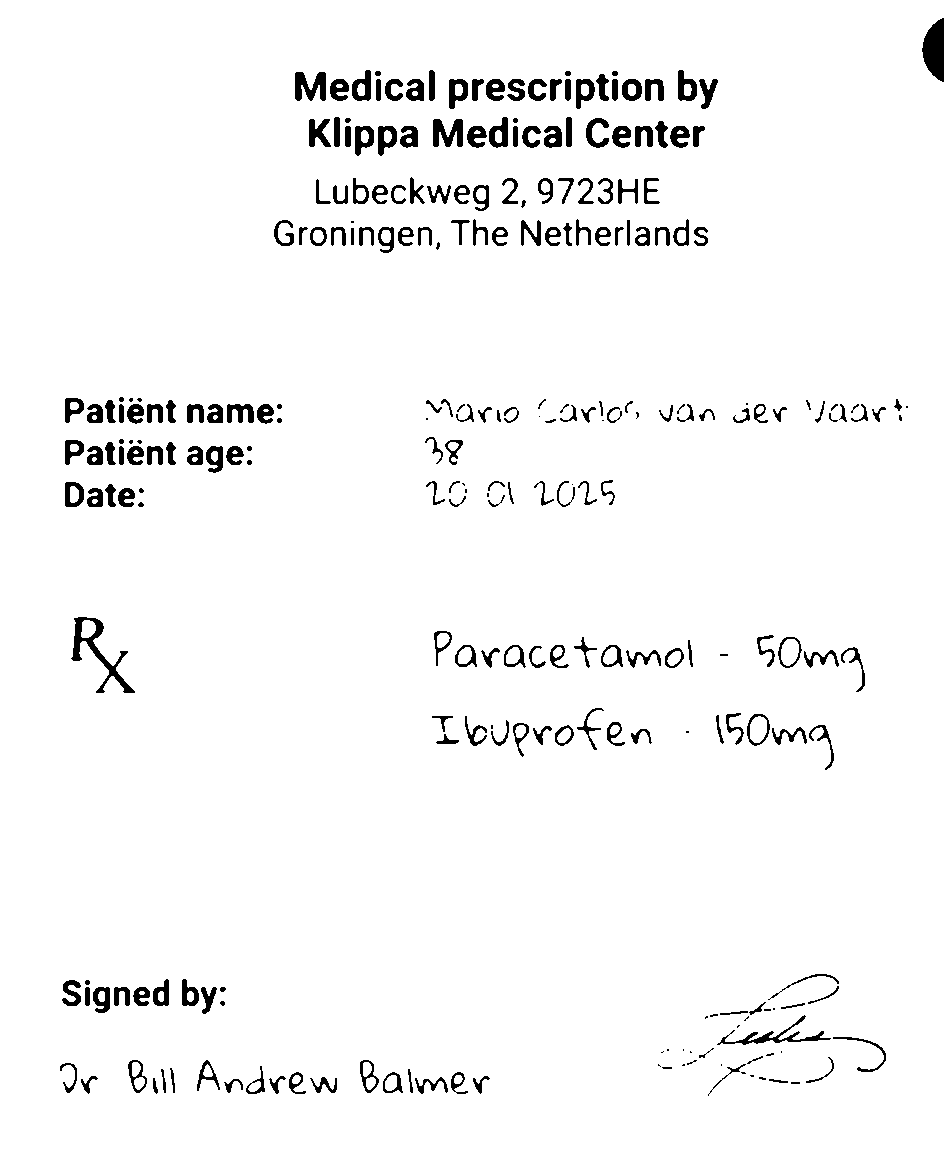 Medical prescription by
Klippa Medical Center
Lubeckweg 2, 9723HE
Groningen, The Netherlands
Patiënt name: Mario Carlos van der Vaart
Patiënt age: 38
Date: 20 01 2025
Rx Paracetamol - 50mg
Ibuprofen - 150mg
Signed by:
Dr Bill Andrew Balmer